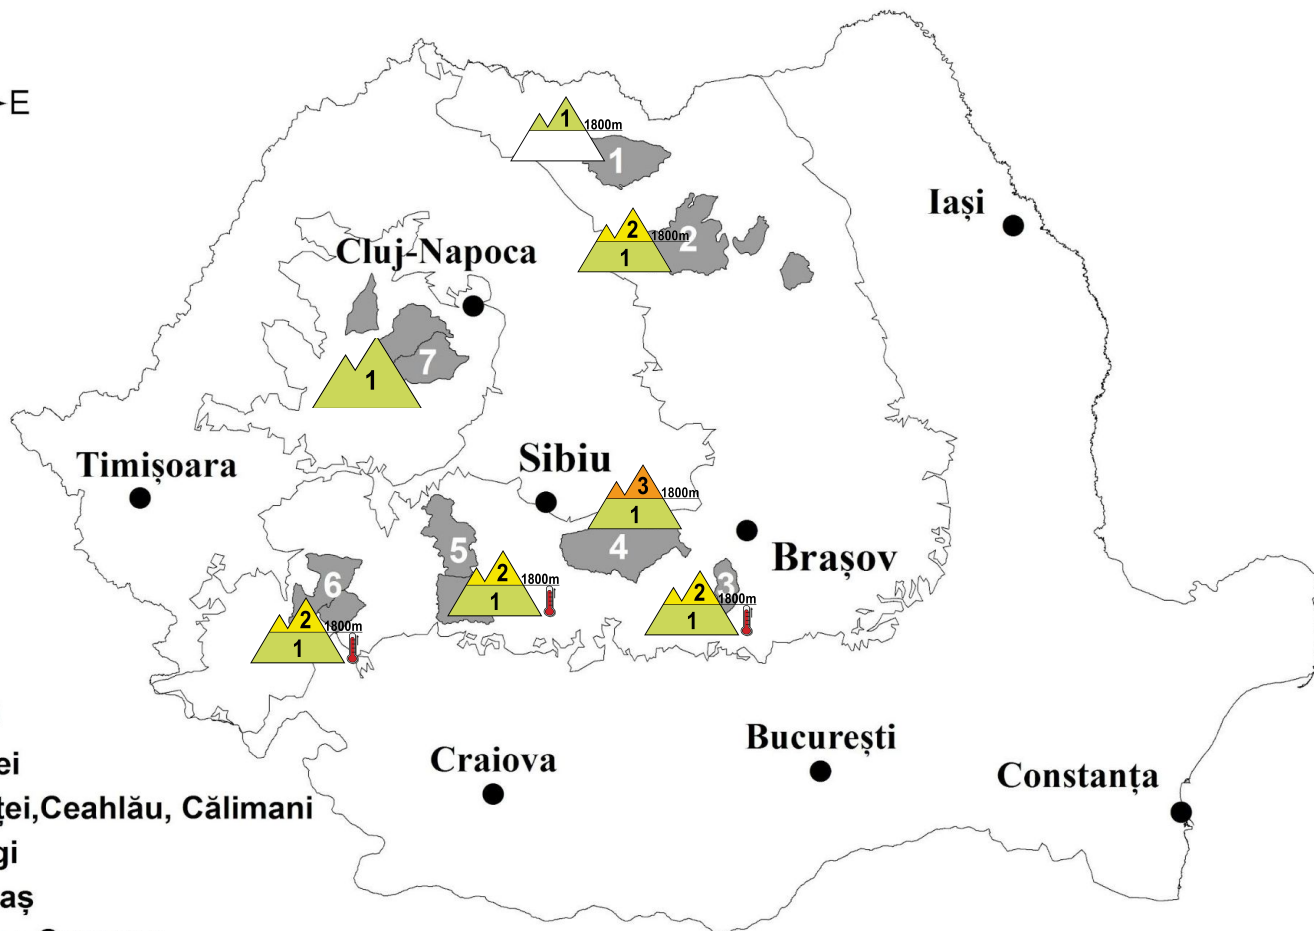 E
1
1800m
1
Iași
2
1800m
2
1
Cluj-Napoca
7
1
Timișoara
Sibiu
3
1800m
1
4
Brașov
5
2
1800m
1
3
2
1800m
1
6
2
1800m
1
București
Craiova
Constanța
ei
ței,Ceahlău, Călimani
gi
aș